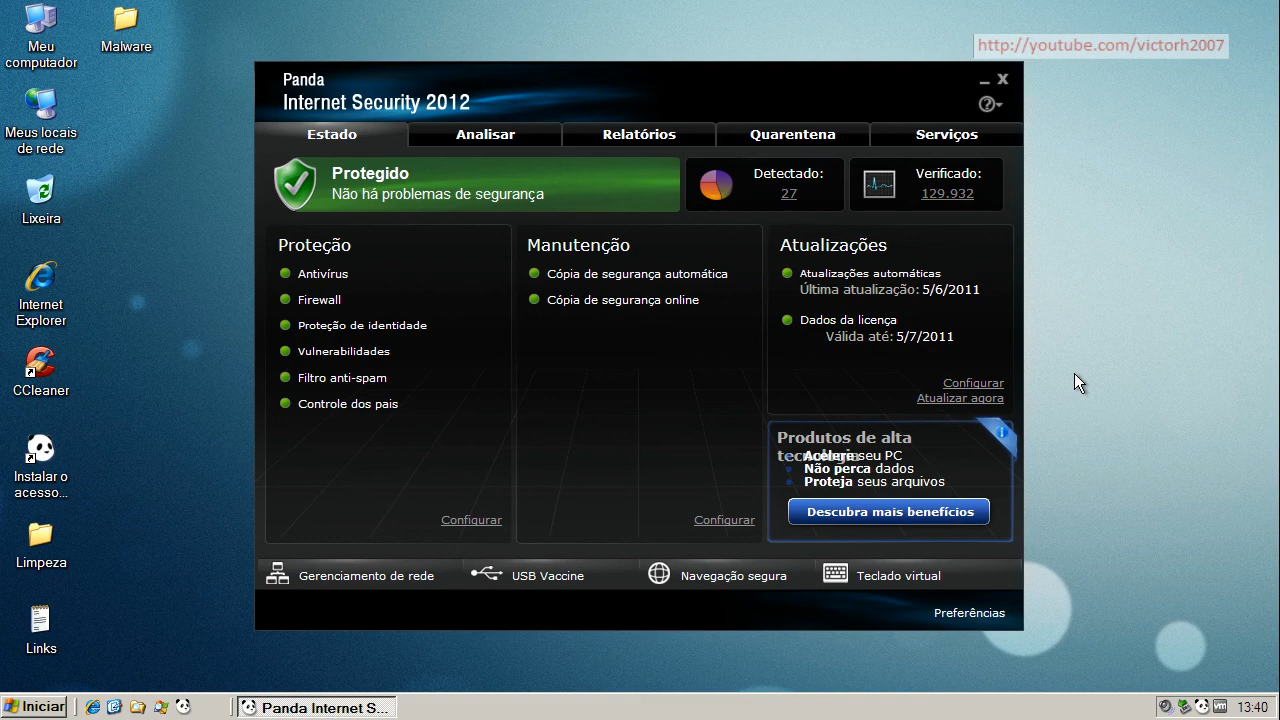 Meu
computador
Malware
Meus locais
de rede
Lixeira
Internet
Explorer
CCleaner
Instalar o
acesso...
Limpeza
Links
http://youtube.com/victorh2007
Panda
Internet Security 2012
Estado
Analisar
Relatórios
Quarentena
Serviços
Protegido
Não há problemas de segurança
Detectado:
27
Verificado:
129.932
Proteção
Antivírus
Firewall
Proteção de identidade
Vulnerabilidades
Filtro anti-spam
Controle dos pais
Configurar
Manutenção
Cópia de segurança automática
Cópia de segurança online
Configurar
Atualizações
Atualizações automáticas
Última atualização: 5/6/2011
Dados da licença
Válida até: 5/7/2011
Configurar
Atualizar agora
Produtos de alta
tecnologia
Acelere seu PC
Não perca dados
Proteja seus arquivos
Descubra mais benefícios
Gerenciamento de rede
USB Vaccine
Navegação segura
Teclado virtual
Preferências
Iniciar
Panda Internet S...
vm
13:40